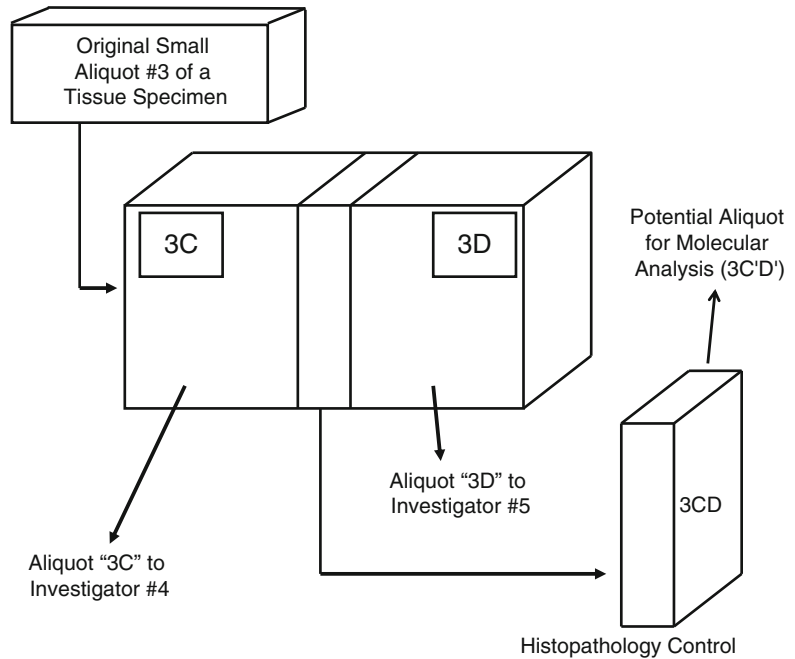 Original Small
Aliquot #3 of a
Tissue Specimen
3C
3D
Potential Aliquot
for Molecular
Analysis (3C'D')
Aliquot “3D” to
Investigator #5
3CD
Aliquot “3C” to
Investigator #4
Histopathology Control